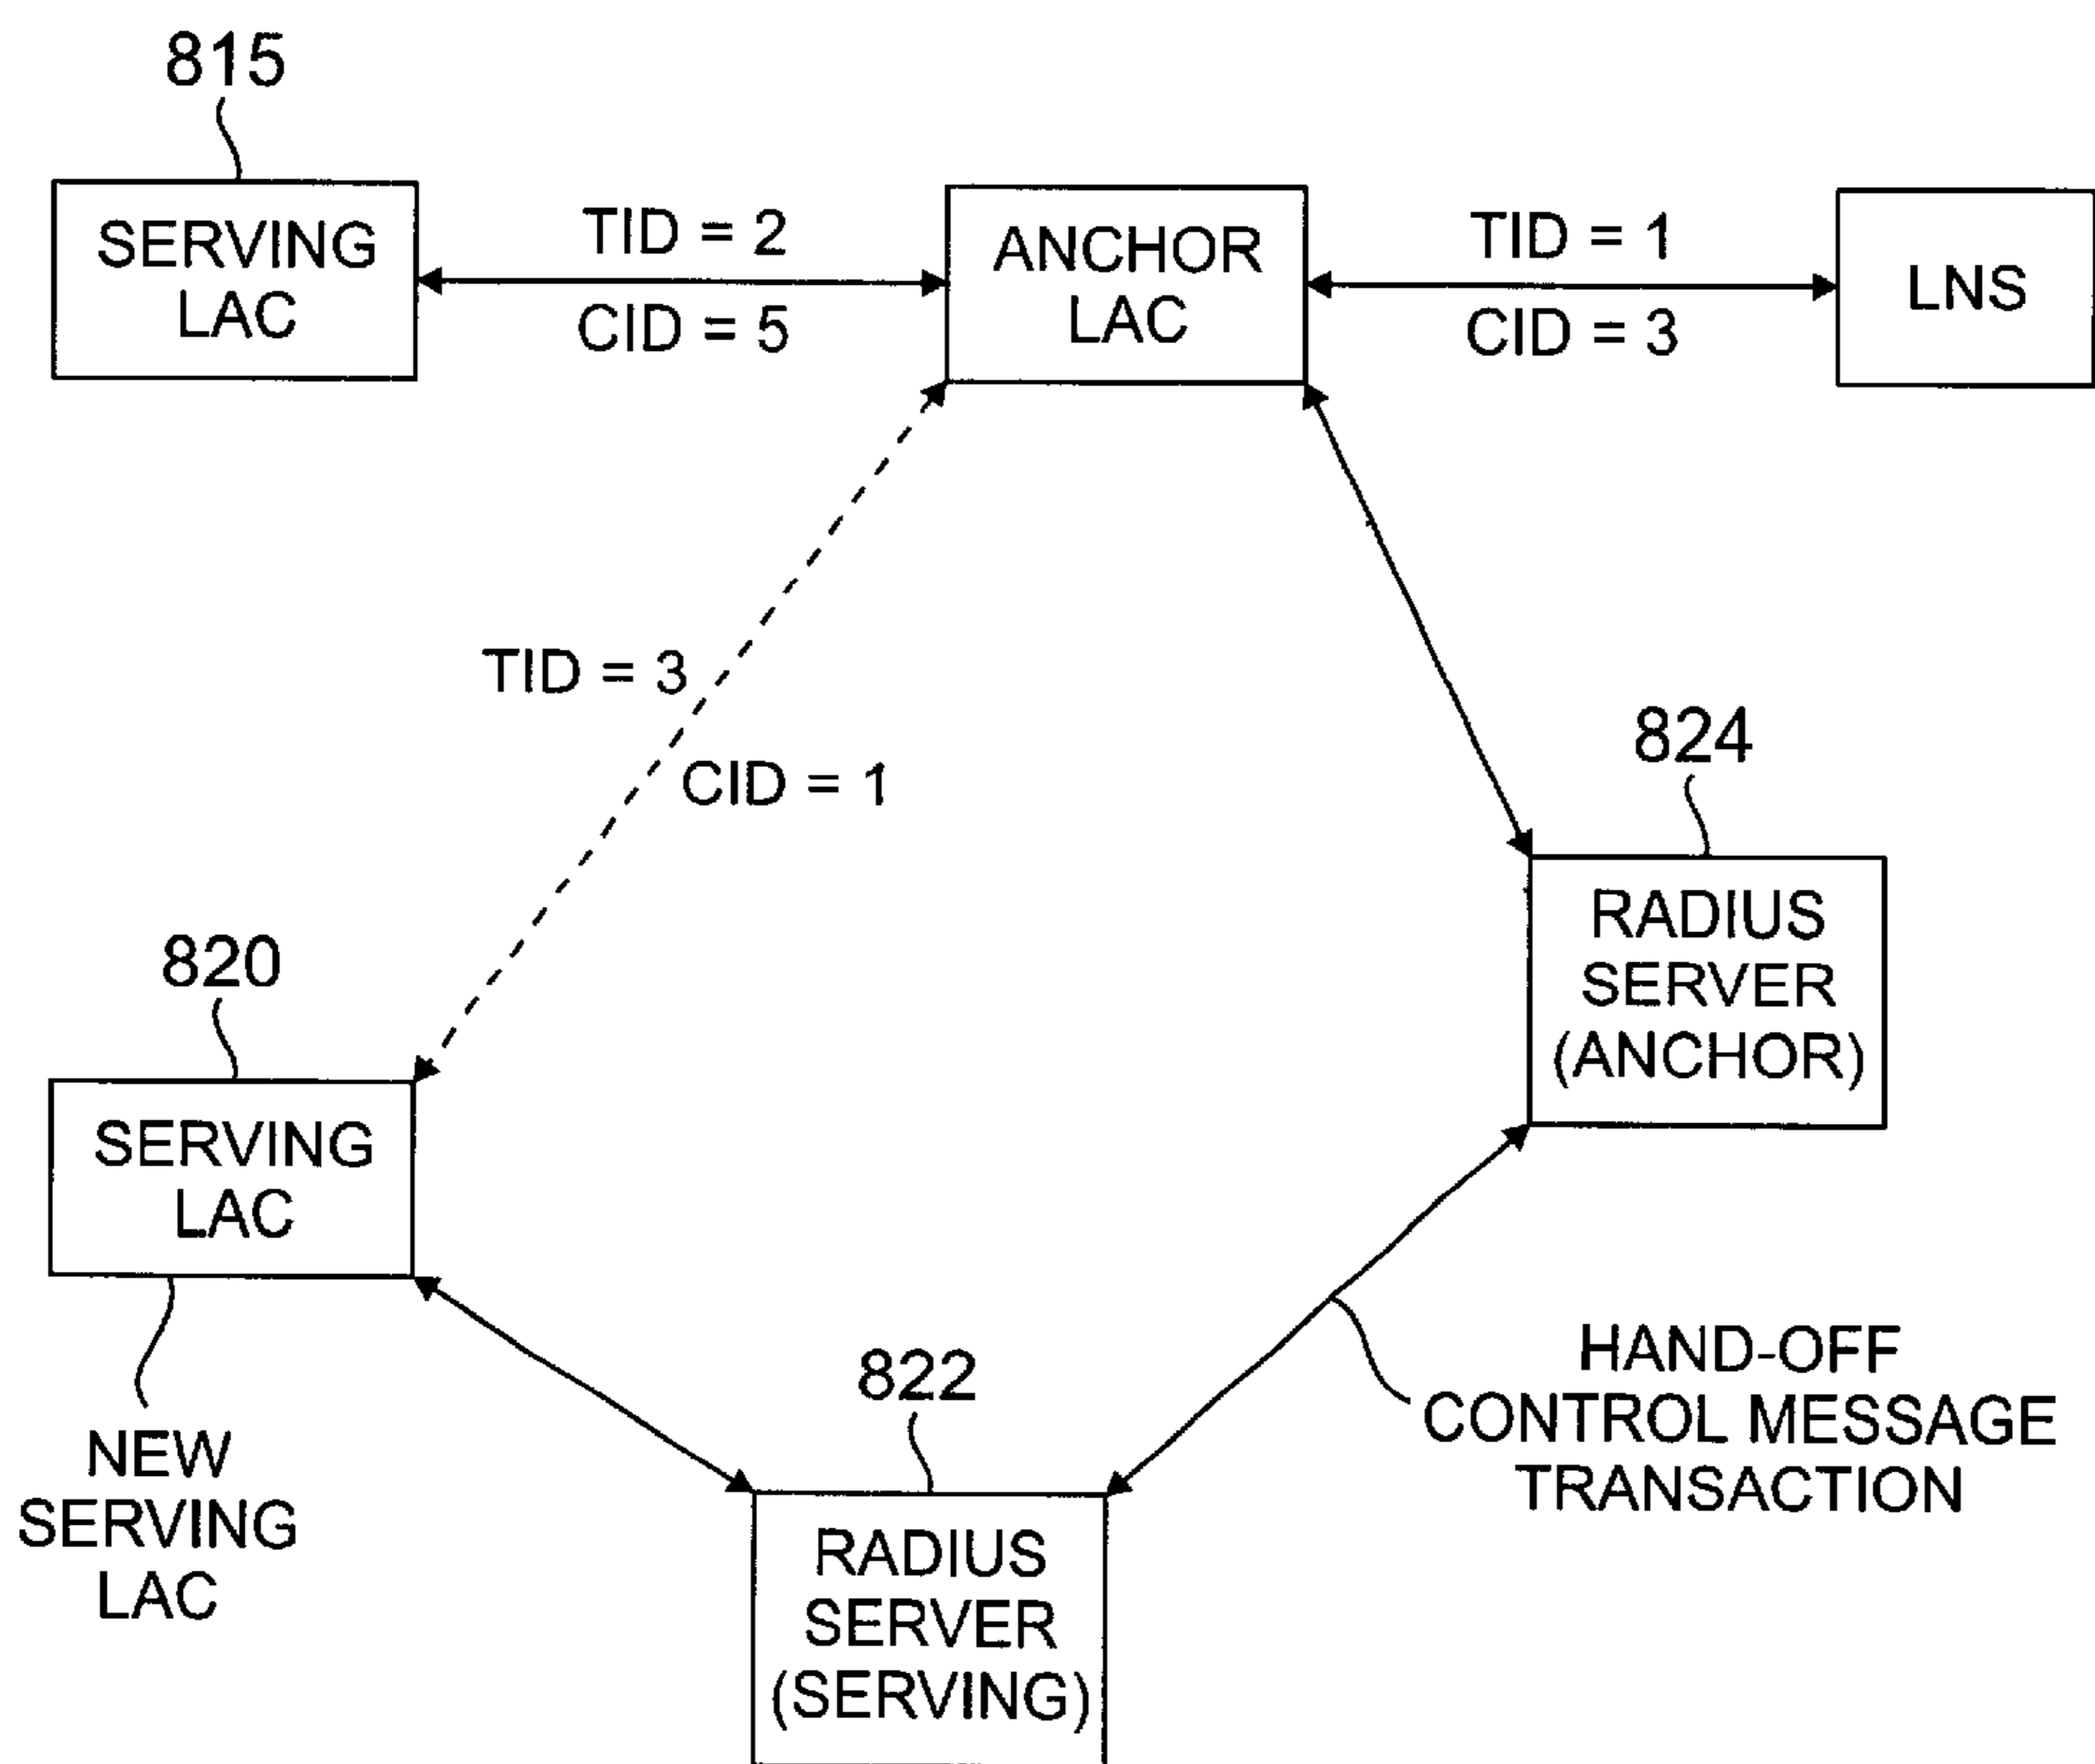 815
SERVING
LAC
TID = 2
CID = 5
ANCHOR
LAC
TID = 1
CID = 3
LNS
TID = 3
CID = 1
824
RADIUS
SERVER
(ANCHOR)
820
SERVING
LAC
NEW
SERVING
LAC
822
RADIUS
SERVER
(SERVING)
HAND-OFF
CONTROL MESSAGE
TRANSACTION